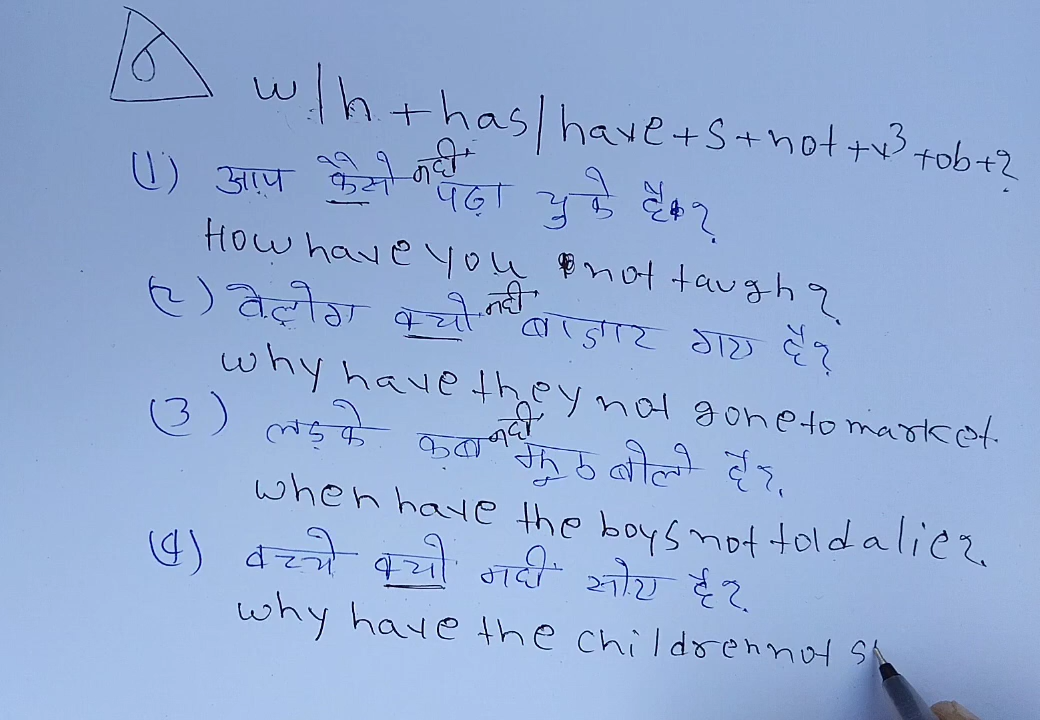 W/h + has/have + S + not + v³ + ob + ?
(1) आप कैसे नहीं पढ़ा चुके है?
How have you not taugh?
(2) वेलोग क्यो नहीं बाजार गए है?
why have they not gone to market
(3) लड़के कब नहीं झूठ बोले है?
when have the boys not told a lie?
(4) बच्चे क्यो नहीं सोए है?
why have the children not s